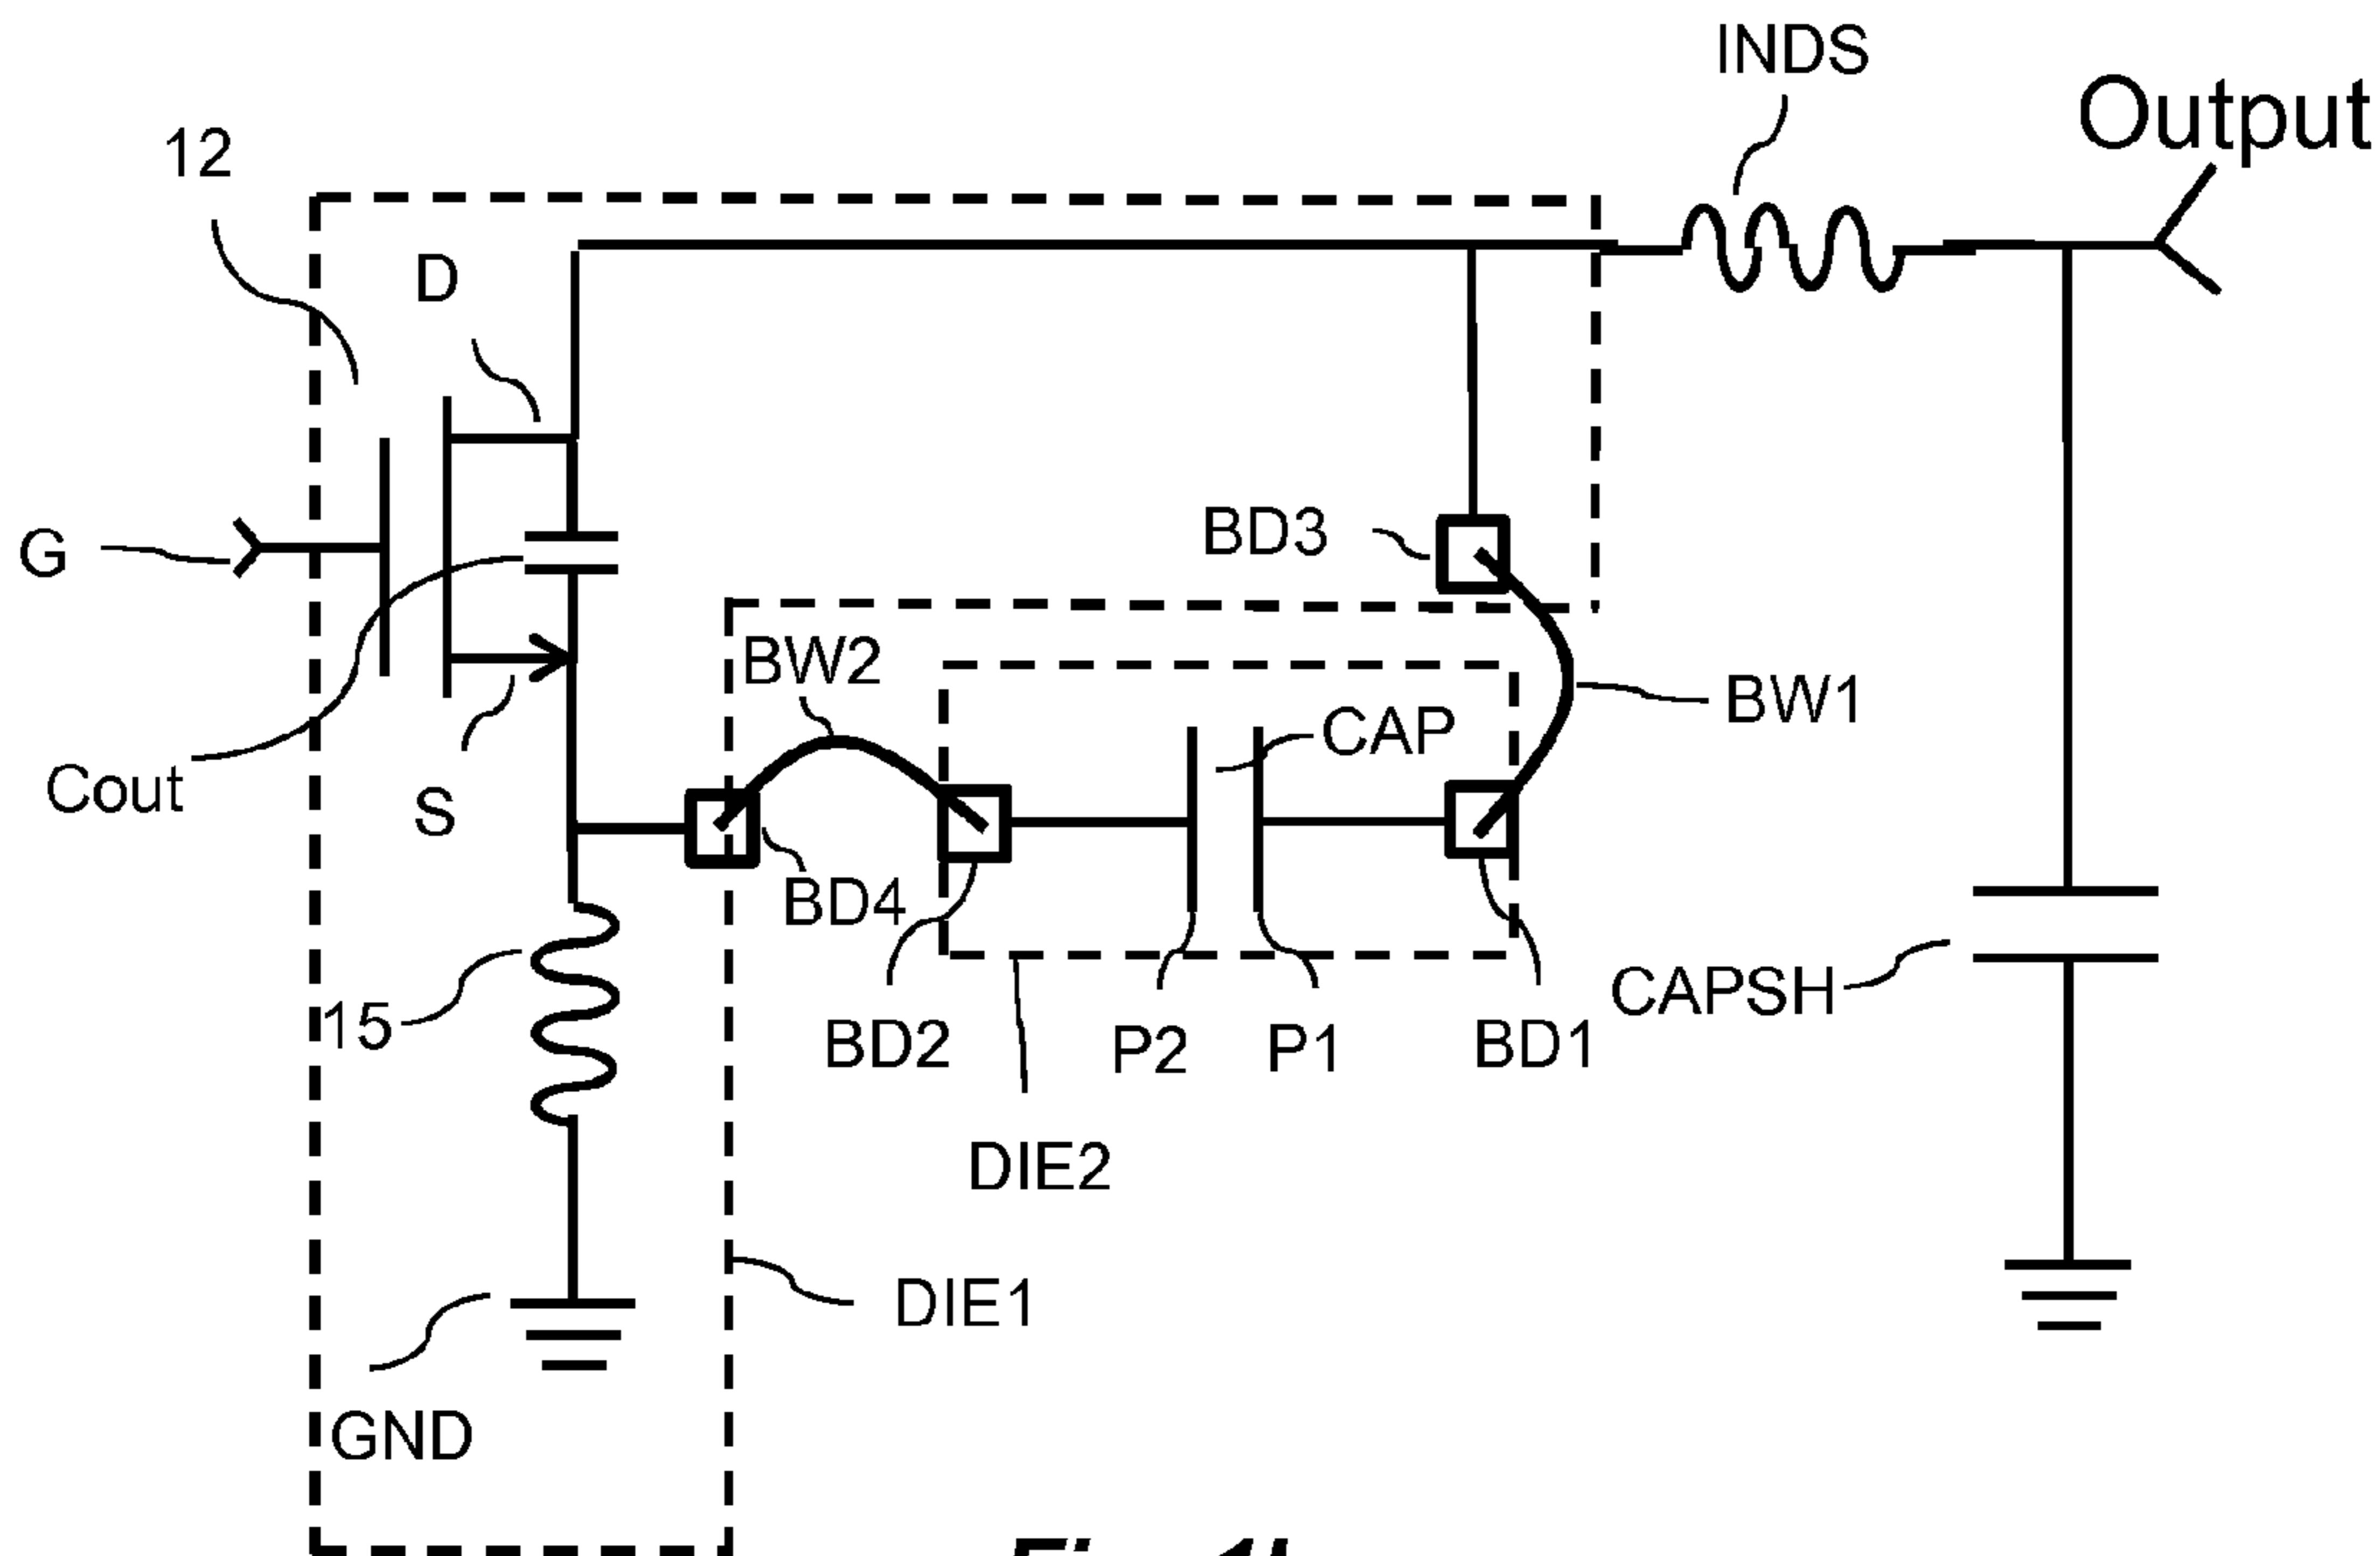 INDS
Output
12
D
BD3
G
BW2
BW1
CAP
Cout
S
BD4
15
CAPSH
BD2
P2
P1
BD1
DIE2
DIE1
GND